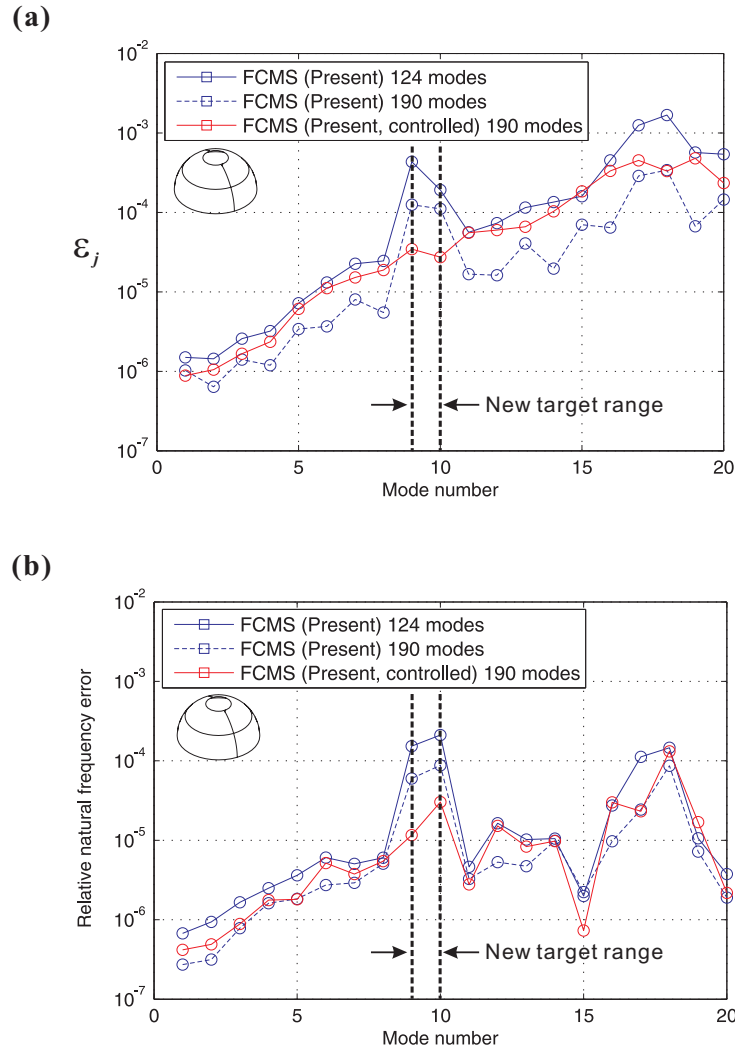 (a)
10^-2
FCMS (Present) 124 modes
FCMS (Present) 190 modes
FCMS (Present, controlled) 190 modes
10^-3
10^-4
ε_j
10^-5
10^-6
New target range
10^-7
0 5 10 15 20
Mode number
(b)
10^-2
FCMS (Present) 124 modes
FCMS (Present) 190 modes
FCMS (Present, controlled) 190 modes
10^-3
10^-4
Relative natural frequency error
10^-5
10^-6
New target range
10^-7
0 5 10 15 20
Mode number